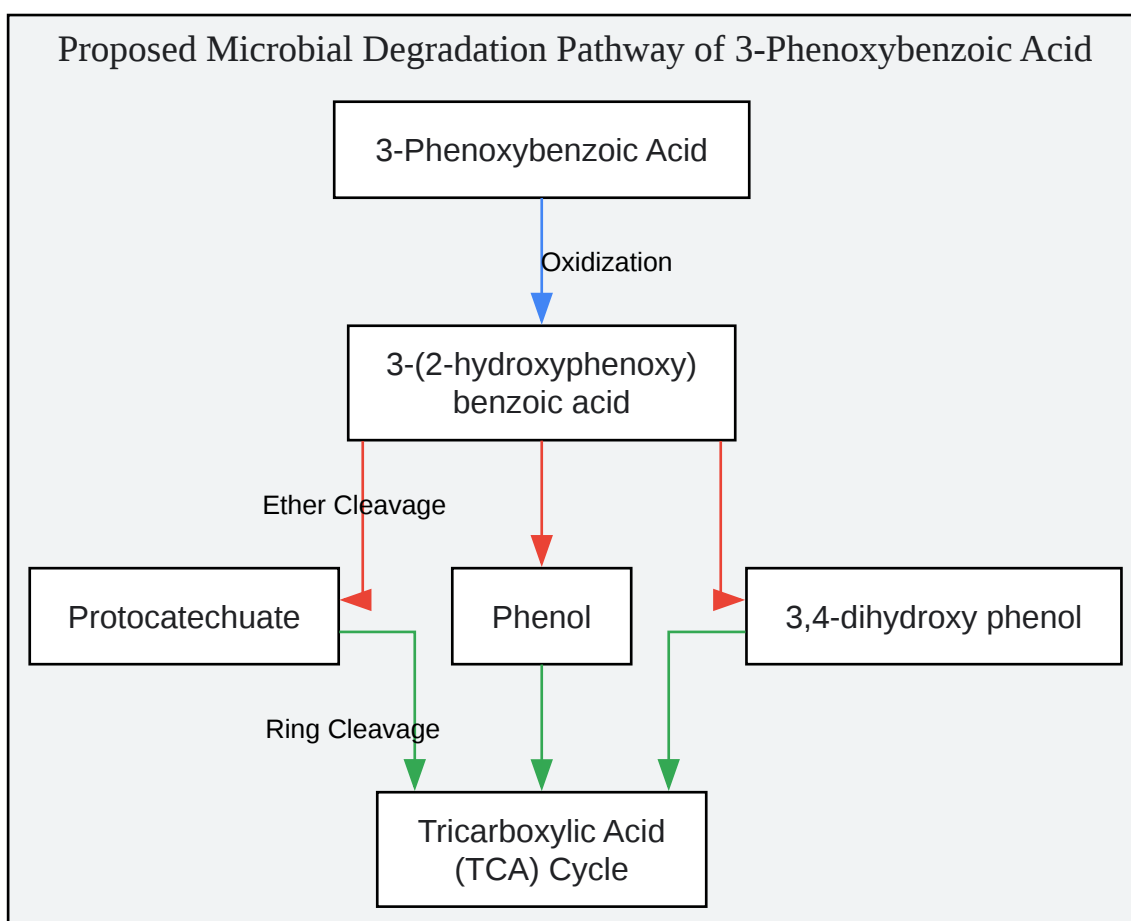 Proposed Microbial Degradation Pathway of 3-Phenoxybenzoic Acid
3-Phenoxybenzoic Acid
Oxidization
3-(2-hydroxyphenoxy)
benzoic acid
Ether Cleavage
Protocatechuate
Phenol
3,4-dihydroxy phenol
Ring Cleavage
Tricarboxylic Acid
(TCA) Cycle